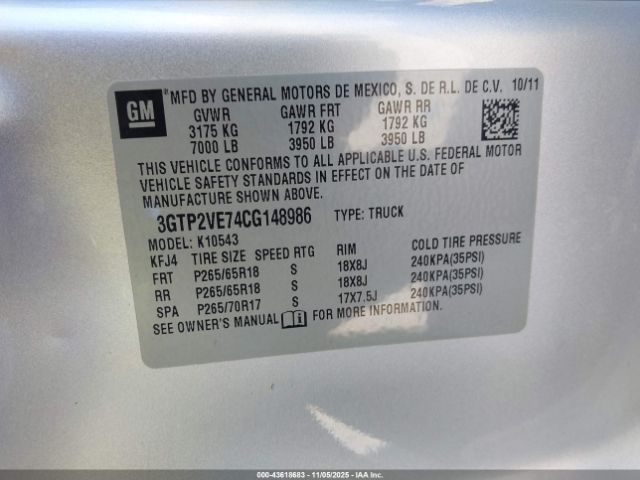 GM
*MFD BY GENERAL MOTORS DE MEXICO, S. DE R.L. DE C.V. 10/11
GVWR GAWR FRT GAWR RR
3175 KG 1792 KG 1792 KG
7000 LB 3950 LB 3950 LB
THIS VEHICLE CONFORMS TO ALL APPLICABLE U.S. FEDERAL MOTOR
VEHICLE SAFETY STANDARDS IN EFFECT ON THE DATE OF
MANUFACTURE SHOWN ABOVE.
3GTP2VE74CG148986 TYPE: TRUCK
MODEL: K10543
KFJ4 TIRE SIZE SPEED RTG RIM COLD TIRE PRESSURE
FRT P265/65R18 S 18X8J 240KPA(35PSI)
RR P265/65R18 S 18X8J 240KPA(35PSI)
SPA P265/70R17 S 17X7.5J 240KPA(35PSI)
SEE OWNER'S MANUAL FOR MORE INFORMATION.
000-43618683 - 11/05/2025 - IAAI.COM